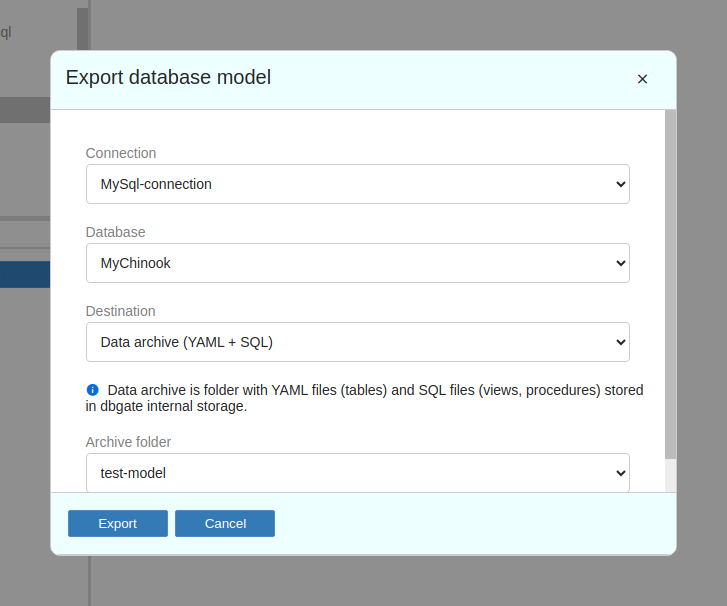 ql
Export database model
×
Connection
MySql-connection
Database
MyChinook
Destination
Data archive (YAML + SQL)
Data archive is folder with YAML files (tables) and SQL files (views, procedures) stored
in dbgate internal storage.
Archive folder
test-model
Export
Cancel